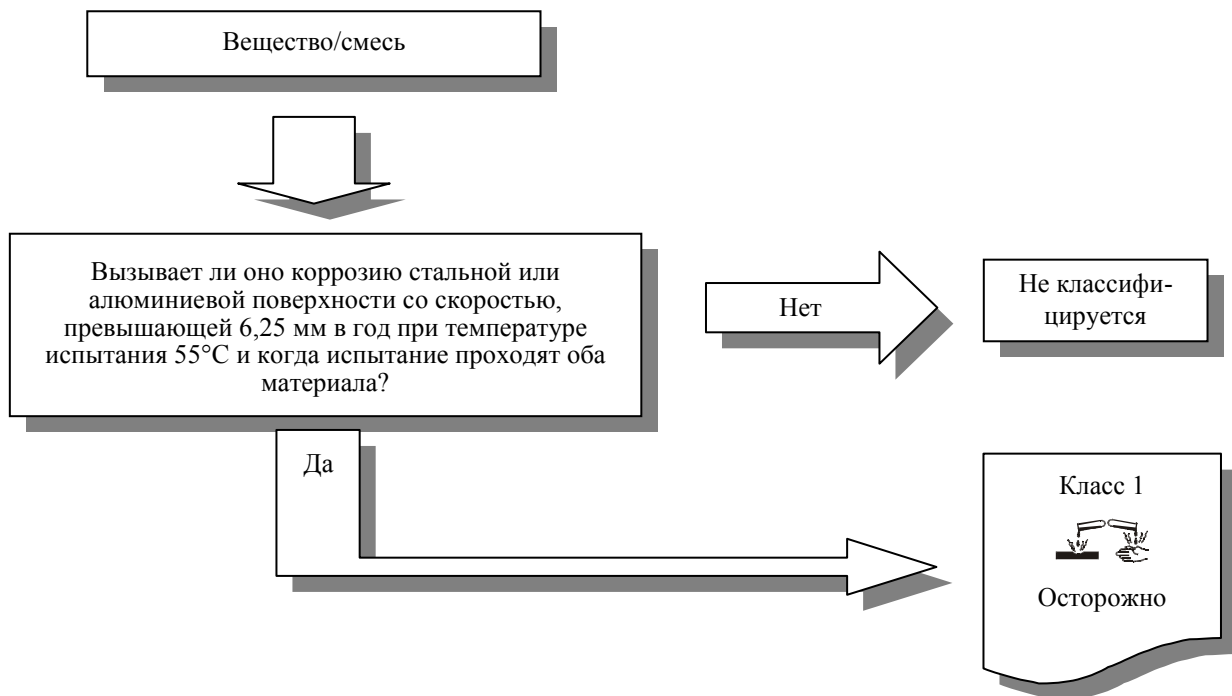 Вещество/смесь
Вызывает ли оно коррозию стальной или
алюминиевой поверхности со скоростью,
превышающей 6,25 мм в год при температуре
испытания 55°С и когда испытание проходят оба
материала?
Нет
Не классифи-
цируется
Да
Класс 1
Осторожно